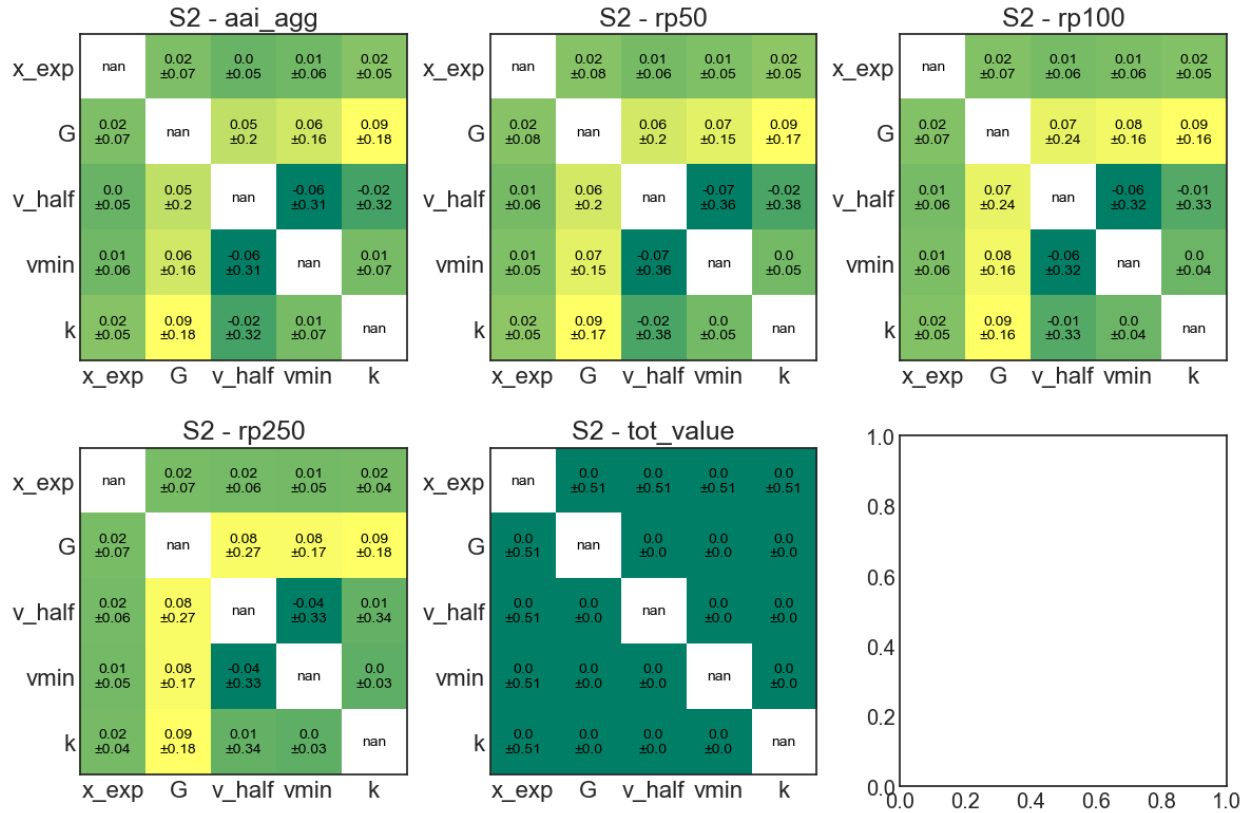 S2 - aai_agg
x_exp nan 0.02 ±0.07 0.0 ±0.05 0.01 ±0.06 0.02 ±0.05
G 0.02 ±0.07 nan 0.05 ±0.2 0.06 ±0.16 0.09 ±0.18
v_half 0.0 ±0.05 0.05 ±0.2 nan -0.06 ±0.31 -0.02 ±0.32
vmin 0.01 ±0.06 0.06 ±0.16 -0.06 ±0.31 nan 0.01 ±0.07
k 0.02 ±0.05 0.09 ±0.18 -0.02 ±0.32 0.01 ±0.07 nan
x_exp G v_half vmin k
S2 - rp50
x_exp nan 0.02 ±0.08 0.01 ±0.06 0.01 ±0.05 0.02 ±0.05
G 0.02 ±0.08 nan 0.06 ±0.2 0.07 ±0.15 0.09 ±0.17
v_half 0.01 ±0.06 0.06 ±0.2 nan -0.07 ±0.36 -0.02 ±0.38
vmin 0.01 ±0.05 0.07 ±0.15 -0.07 ±0.36 nan 0.0 ±0.05
k 0.02 ±0.05 0.09 ±0.17 -0.02 ±0.38 0.0 ±0.05 nan
x_exp G v_half vmin k
S2 - rp100
x_exp nan 0.02 ±0.07 0.01 ±0.06 0.01 ±0.06 0.02 ±0.05
G 0.02 ±0.07 nan 0.07 ±0.24 0.08 ±0.16 0.09 ±0.16
v_half 0.01 ±0.06 0.07 ±0.24 nan -0.06 ±0.32 -0.01 ±0.33
vmin 0.01 ±0.06 0.08 ±0.16 -0.06 ±0.32 nan 0.0 ±0.04
k 0.02 ±0.05 0.09 ±0.16 -0.01 ±0.33 0.0 ±0.04 nan
x_exp G v_half vmin k
S2 - rp250
x_exp nan 0.02 ±0.07 0.02 ±0.06 0.01 ±0.05 0.02 ±0.04
G 0.02 ±0.07 nan 0.08 ±0.27 0.08 ±0.17 0.09 ±0.18
v_half 0.02 ±0.06 0.08 ±0.27 nan -0.04 ±0.33 0.01 ±0.34
vmin 0.01 ±0.05 0.08 ±0.17 -0.04 ±0.33 nan 0.0 ±0.03
k 0.02 ±0.04 0.09 ±0.18 0.01 ±0.34 0.0 ±0.03 nan
x_exp G v_half vmin k
S2 - tot_value
x_exp nan 0.0 ±0.51 0.0 ±0.51 0.0 ±0.51 0.0 ±0.51
G 0.0 ±0.51 nan 0.0 ±0.0 0.0 ±0.0 0.0 ±0.0
v_half 0.0 ±0.51 0.0 ±0.0 nan 0.0 ±0.0 0.0 ±0.0
vmin 0.0 ±0.51 0.0 ±0.0 0.0 ±0.0 nan 0.0 ±0.0
k 0.0 ±0.51 0.0 ±0.0 0.0 ±0.0 0.0 ±0.0 nan
x_exp G v_half vmin k
1.0
0.8
0.6
0.4
0.2
0.0
0.0 0.2 0.4 0.6 0.8 1.0